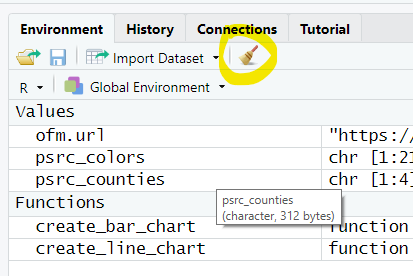 Environment History Connections Tutorial
Import Dataset
R Global Environment
Values
ofm.url "https://
psrc_colors chr [1:21
psrc_counties chr [1:4]
psrc_counties
(character, 312 bytes)
Functions
create_bar_chart function
create_line_chart function